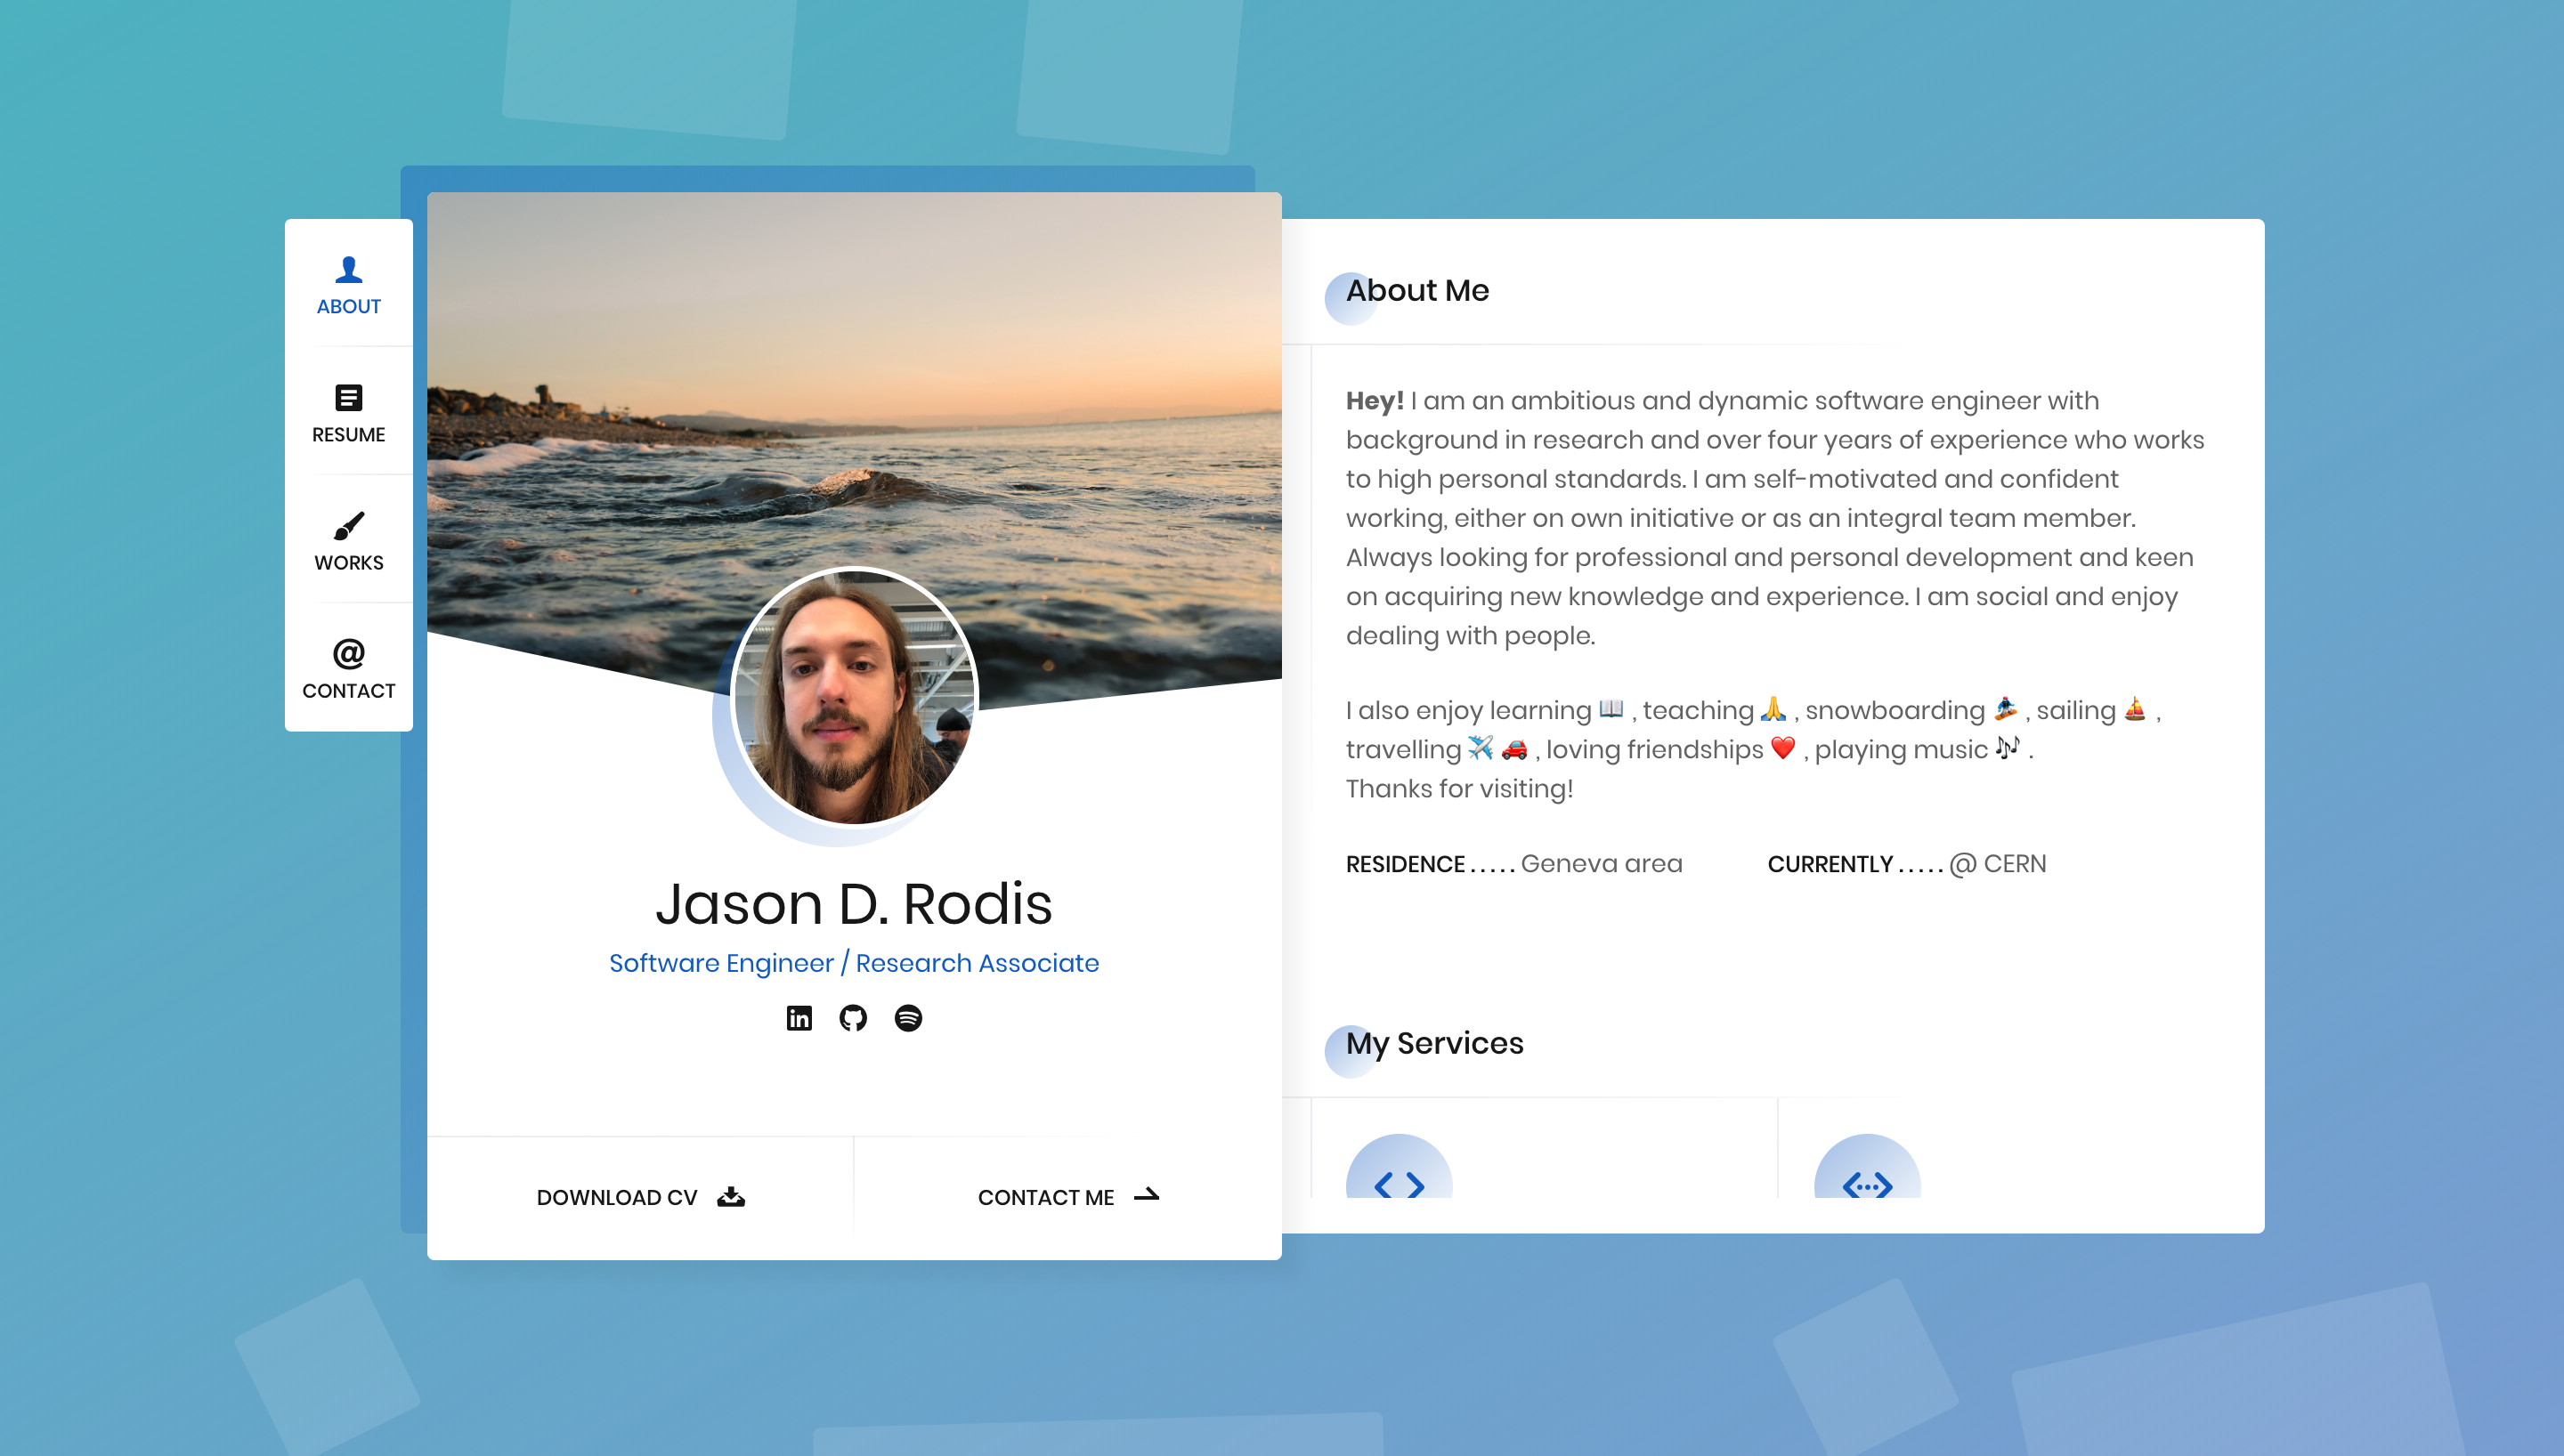 ABOUT
RESUME
WORKS
@
CONTACT
Jason D. Rodis
Software Engineer / Research Associate
in
DOWNLOAD CV
CONTACT ME
About Me
Hey! I am an ambitious and dynamic software engineer with
background in research and over four years of experience who works
to high personal standards. I am self-motivated and confident
working, either on own initiative or as an integral team member.
Always looking for professional and personal development and keen
on acquiring new knowledge and experience. I am social and enjoy
dealing with people.
I also enjoy learning 📖 , teaching 🙏 , snowboarding 🏂 , sailing ⛵ ,
travelling ✈️ 🚗 , loving friendships ❤️ , playing music 🎶 .
Thanks for visiting!
RESIDENCE ..... Geneva area CURRENTLY ..... @ CERN
My Services